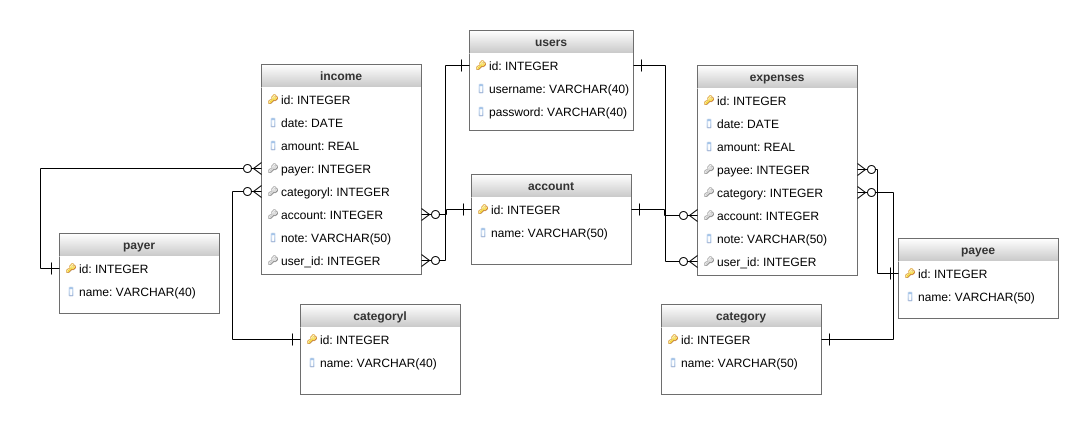 users
id: INTEGER
username: VARCHAR(40)
password: VARCHAR(40)
income
id: INTEGER
date: DATE
amount: REAL
payer: INTEGER
categoryl: INTEGER
account: INTEGER
note: VARCHAR(50)
user_id: INTEGER
expenses
id: INTEGER
date: DATE
amount: REAL
payee: INTEGER
category: INTEGER
account: INTEGER
note: VARCHAR(50)
user_id: INTEGER
account
id: INTEGER
name: VARCHAR(50)
payer
id: INTEGER
name: VARCHAR(40)
payee
id: INTEGER
name: VARCHAR(50)
categoryl
id: INTEGER
name: VARCHAR(40)
category
id: INTEGER
name: VARCHAR(50)